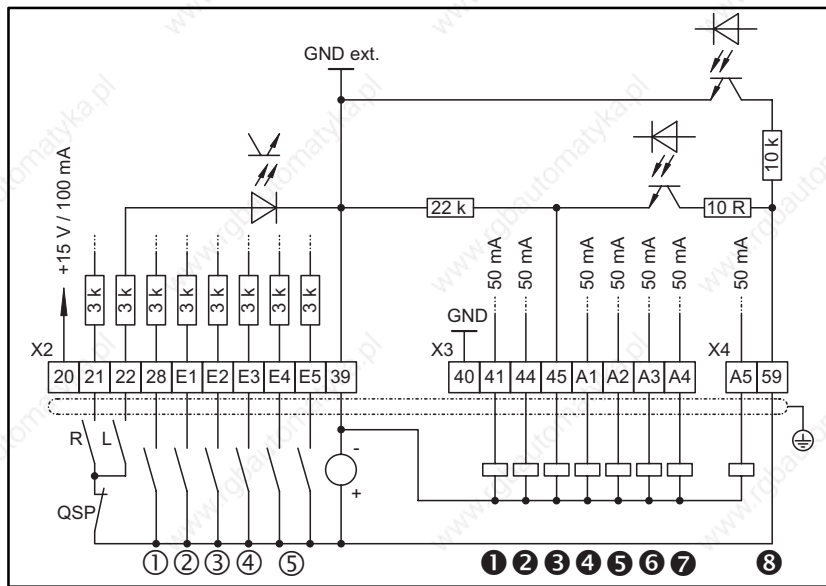 GND ext.
+15 V / 100 mA
22 k
10 R
10 k
3 k
3 k
3 k
3 k
3 k
3 k
3 k
3 k
50 mA
50 mA
50 mA
50 mA
50 mA
50 mA
50 mA
GND
X2
X3
X4
20 21 22 28 E1 E2 E3 E4 E5 39
40 41 44 45 A1 A2 A3 A4
A5 59
R L
- 
+
QSP
① ② ③ ④ ⑤
❶ ❷ ❸ ❹ ❺ ❻ ❼ ❽
www.rgbautomatyka.pl